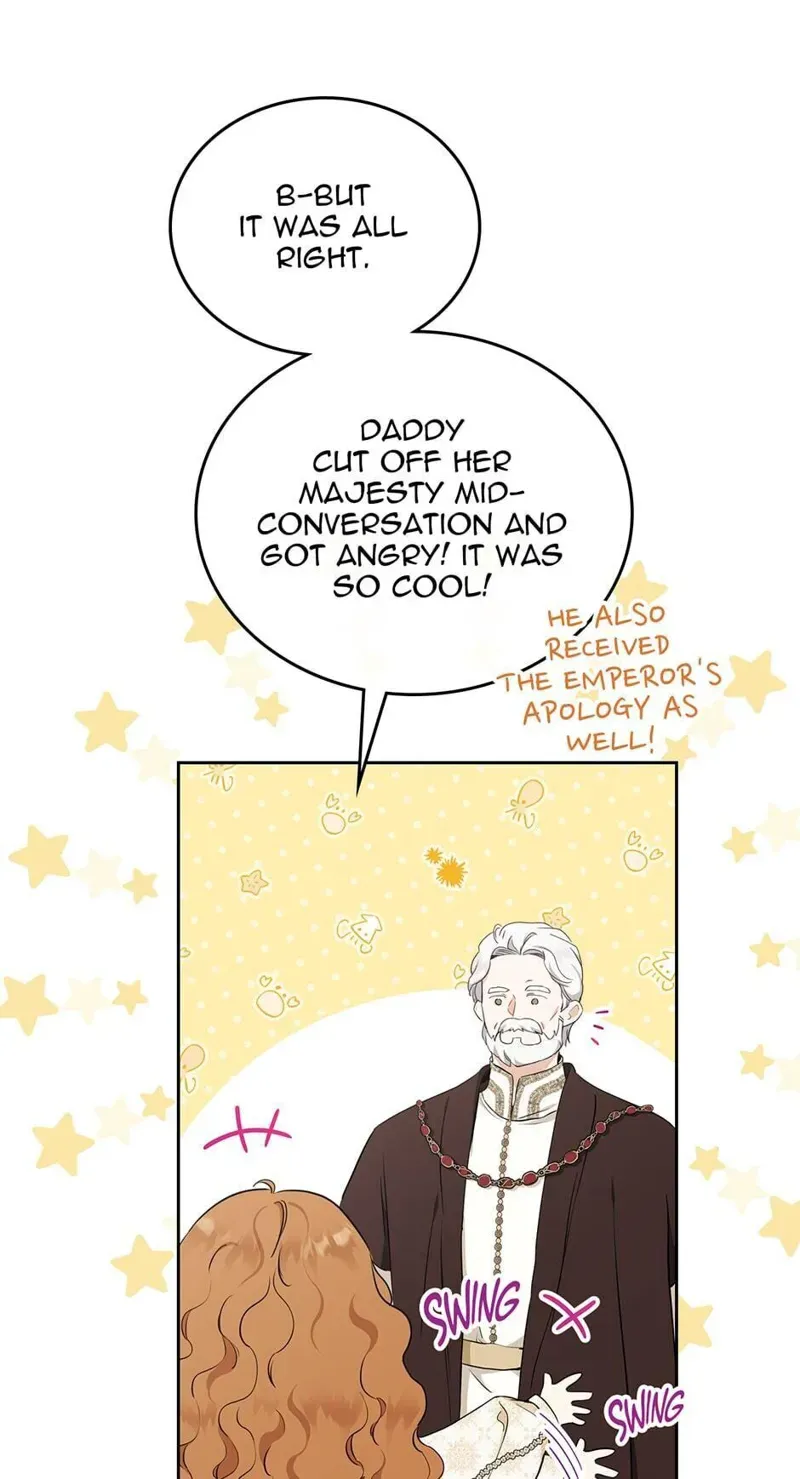 B-BUT
IT WAS ALL
RIGHT.
DADDY
CUT OFF HER
MAJESTY MID-
CONVERSATION AND
GOT ANGRY! IT WAS
SO COOL!
HE ALSO
RECEIVED
THE EMPEROR'S
APOLOGY AS
WELL!
SWING
SWING